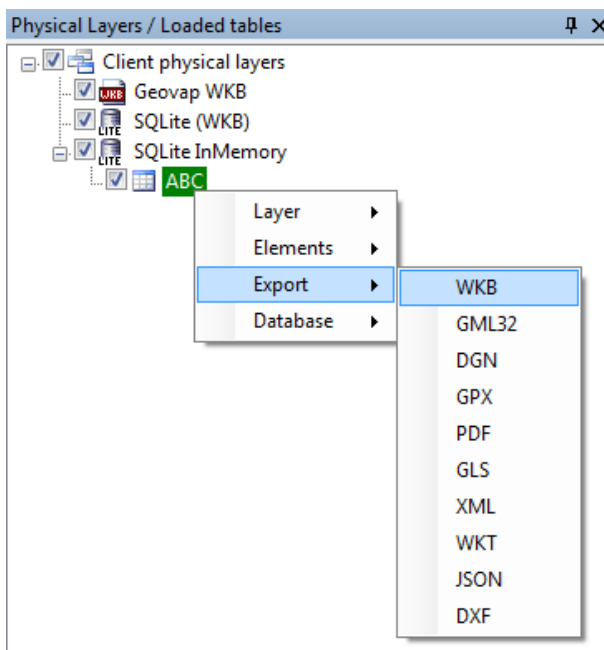 Physical Layers / Loaded tables
Client physical layers
WKB
Geovap WKB
LITE
SQLite (WKB)
LITE
SQLite InMemory
ABC
Layer
Elements
Export
Database
WKB
GML32
DGN
GPX
PDF
GLS
XML
WKT
JSON
DXF